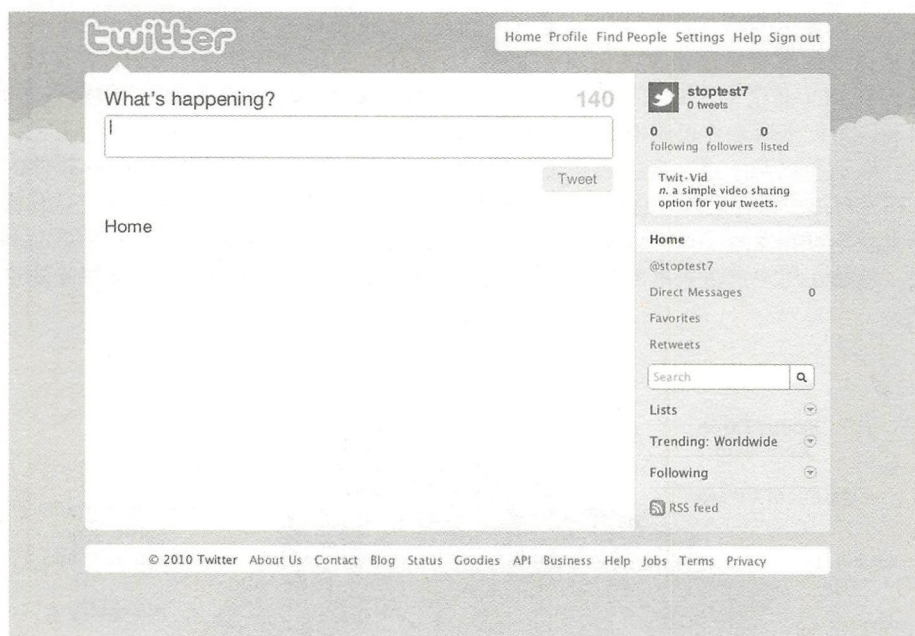 twitter
Home Profile Find People Settings Help Sign out
What's happening?
140
Tweet
Home
stoptest7
0 tweets
0 0 0
following followers listed
Twit·Vid
n. a simple video sharing
option for your tweets.
Home
@stoptest7
Direct Messages 0
Favorites
Retweets
Search
Lists
Trending: Worldwide
Following
RSS feed
© 2010 Twitter About Us Contact Blog Status Goodies API Business Help Jobs Terms Privacy